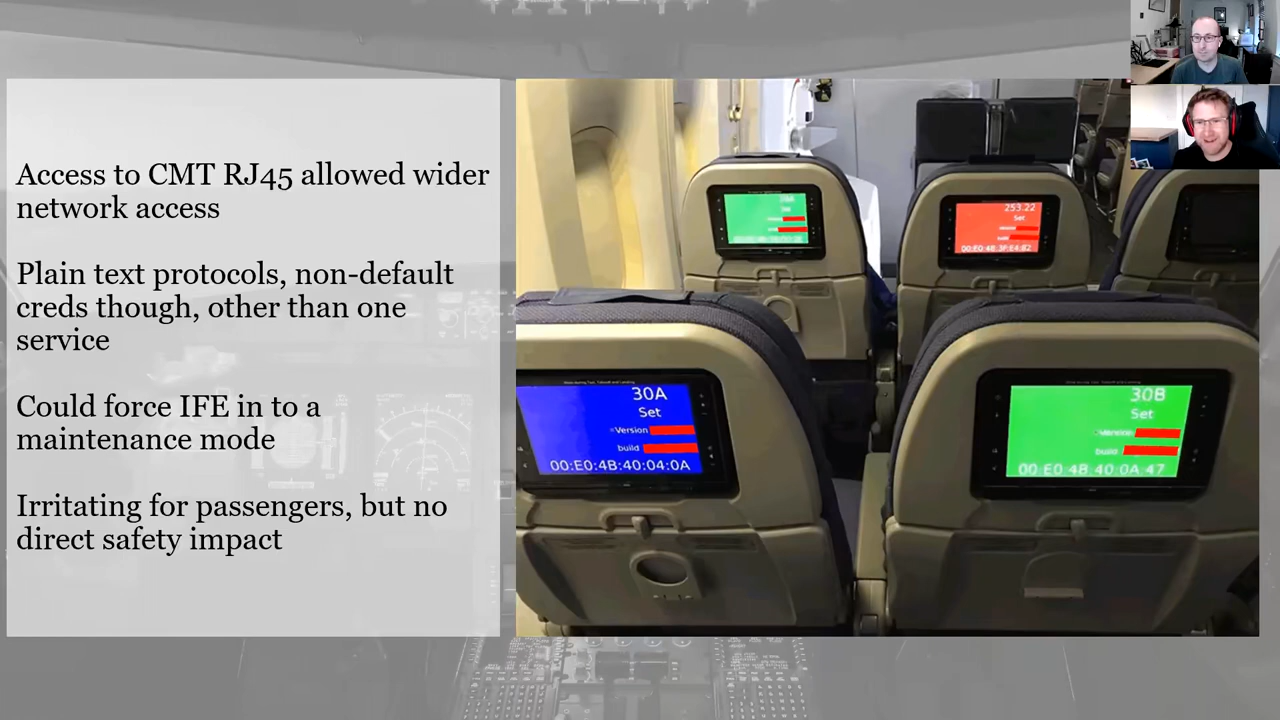 Access to CMT RJ45 allowed wider
network access
Plain text protocols, non-default
creds though, other than one
service
Could force IFE in to a
maintenance mode
Irritating for passengers, but no
direct safety impact
Set
253.22
Set
30A
Set
Version
build
00:E0:4B:40:04:0A
30B
Set
Version
build
00:E0:4B:40:0A:47